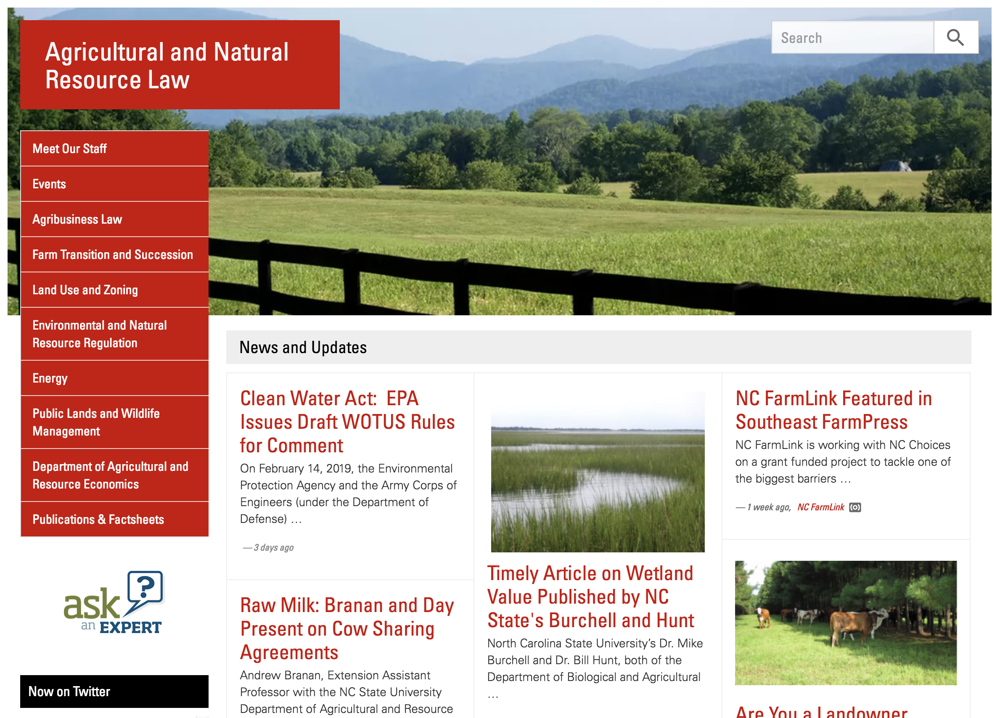 Agricultural and Natural
Resource Law
Search
Meet Our Staff
Events
Agribusiness Law
Farm Transition and Succession
Land Use and Zoning
Environmental and Natural
Resource Regulation
Energy
Public Lands and Wildlife
Management
Department of Agricultural and
Resource Economics
Publications & Factsheets
ask
an EXPERT
Now on Twitter
News and Updates
Clean Water Act:  EPA
Issues Draft WOTUS Rules
for Comment
On February 14, 2019, the Environmental
Protection Agency and the Army Corps of
Engineers (under the Department of
Defense) …
— 3 days ago
Raw Milk: Branan and Day
Present on Cow Sharing
Agreements
Andrew Branan, Extension Assistant
Professor with the NC State University
Department of Agricultural and Resource
Timely Article on Wetland
Value Published by NC
State's Burchell and Hunt
North Carolina State University’s Dr. Mike
Burchell and Dr. Bill Hunt, both of the
Department of Biological and Agricultural
…
NC FarmLink Featured in
Southeast FarmPress
NC FarmLink is working with NC Choices
on a grant funded project to tackle one of
the biggest barriers …
— 1 week ago, NC FarmLink
Are You a Landowner